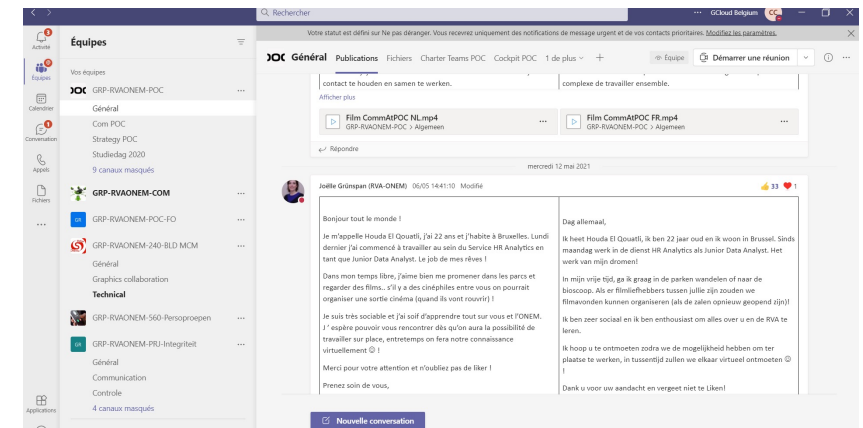 Rechercher
GCloud Belgium
CC
Votre statut est défini sur Ne pas déranger. Vous recevrez uniquement des notifications de message urgent et de vos contacts prioritaires. Modifiez les paramètres.
3
Activité
Équipes
Calendrier
1
Conversation
Appels
Fichiers
Applications
Équipes
Vos équipes
GRP-RVAONEM-POC
Général
Com POC
Strategy POC
Studiedag 2020
9 canaux masqués
GRP-RVAONEM-COM
GR
GRP-RVAONEM-POC-FO
GRP-RVAONEM-240-BLD MCM
Général
Graphics collaboration
Technical
GRP-RVAONEM-560-Persoproepen
GR
GRP-RVAONEM-PRJ-Integriteit
Général
Communication
Controle
4 canaux masqués
Général
Publications
Fichiers
Charter Teams POC
Cockpit POC
1 de plus
Équipe
Démarrer une réunion
contact te houden en samen te werken.
complexe de travailler ensemble.
Afficher plus
Film CommAtPOC NL.mp4
GRP-RVAONEM-POC > Algemeen
Film CommAtPOC FR.mp4
GRP-RVAONEM-POC > Algemeen
Répondre
mercredi 12 mai 2021
Joëlle Grünspan (RVA-ONEM) 06/05 14:41:10 Modifié
33
1
Bonjour tout le monde !
Je m'appelle Houda El Qouatli, j'ai 22 ans et j'habite à Bruxelles. Lundi
dernier j'ai commencé à travailler au sein du Service HR Analytics en
tant que Junior Data Analyst. Le job de mes rêves !
Dans mon temps libre, j'aime bien me promener dans les parcs et
regarder des films.. s'il y a des cinéphiles entre vous on pourrait
organiser une sortie cinéma (quand ils vont rouvrir) !
Je suis très sociable et j'ai soif d'apprendre tout sur vous et l'ONEM.
J ' espère pouvoir vous rencontrer dès qu'on aura la possibilité de
travailler sur place, entretemps on fera notre connaissance
virtuellement ☺ !
Merci pour votre attention et n'oubliez pas de liker !
Prenez soin de vous,
Dag allemaal,
Ik heet Houda El Qouatli, ik ben 22 jaar oud en ik woon in Brussel. Sinds
maandag werk in de dienst HR Analytics als Junior Data Analyst. Het
werk van mijn dromen!
In mijn vrije tijd, ga ik graag in de parken wandelen of naar de
bioscoop. Als er filmliefhebbers tussen jullie zijn zouden we
filmavonden kunnen organiseren (als de zalen opnieuw geopend zijn)!
Ik ben zeer sociaal en ik ben enthousiast om alles over u en de RVA te
leren.
Ik hoop u te ontmoeten zodra we de mogelijkheid hebben om ter
plaatse te werken, in tussentijd zullen we elkaar virtueel ontmoeten ☺
!
Dank u voor uw aandacht en vergeet niet te Liken!
Nouvelle conversation